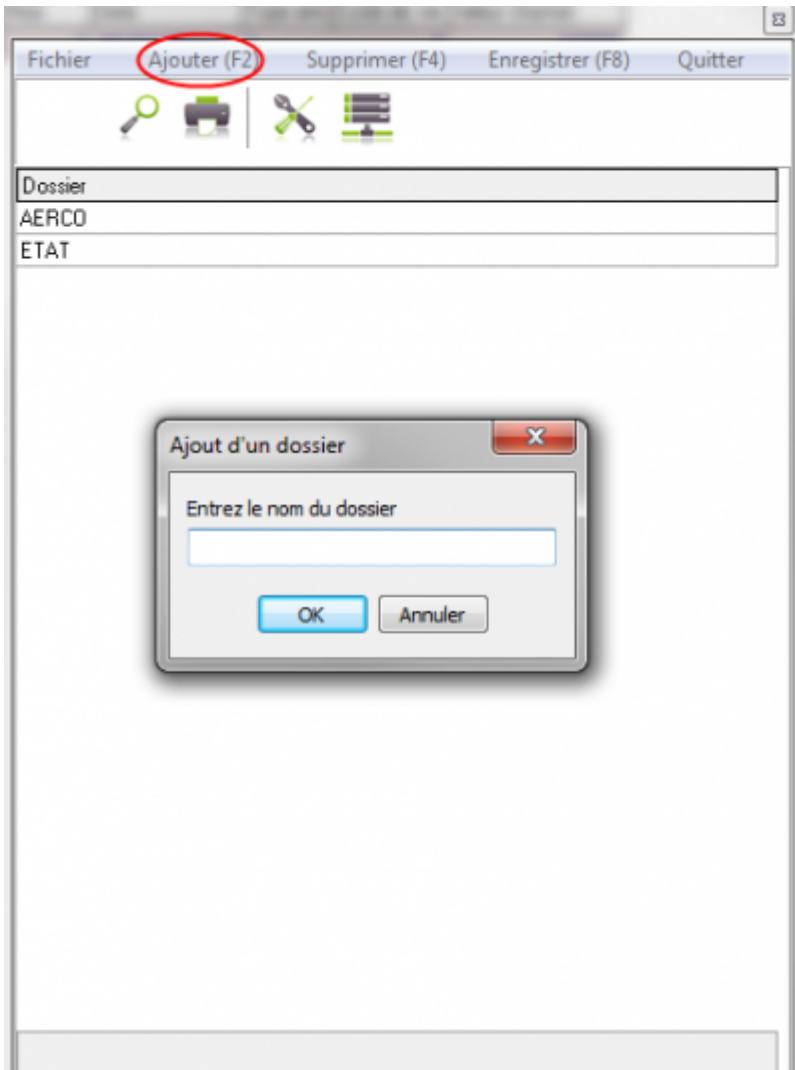 Fichier Ajouter (F2) Supprimer (F4) Enregistrer (F8) Quitter
Dossier
AERCO
ETAT
Ajout d'un dossier
Entrez le nom du dossier
OK Annuler